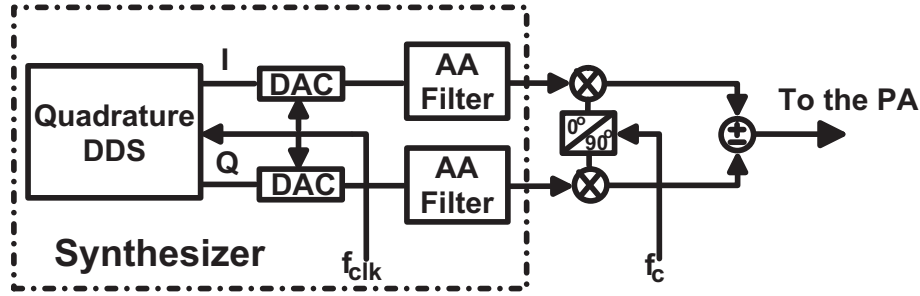 I
DAC
AA
Filter
Quadrature
DDS
Q
DAC
AA
Filter
0°
90°
±
To the PA
Synthesizer
fclk
fc